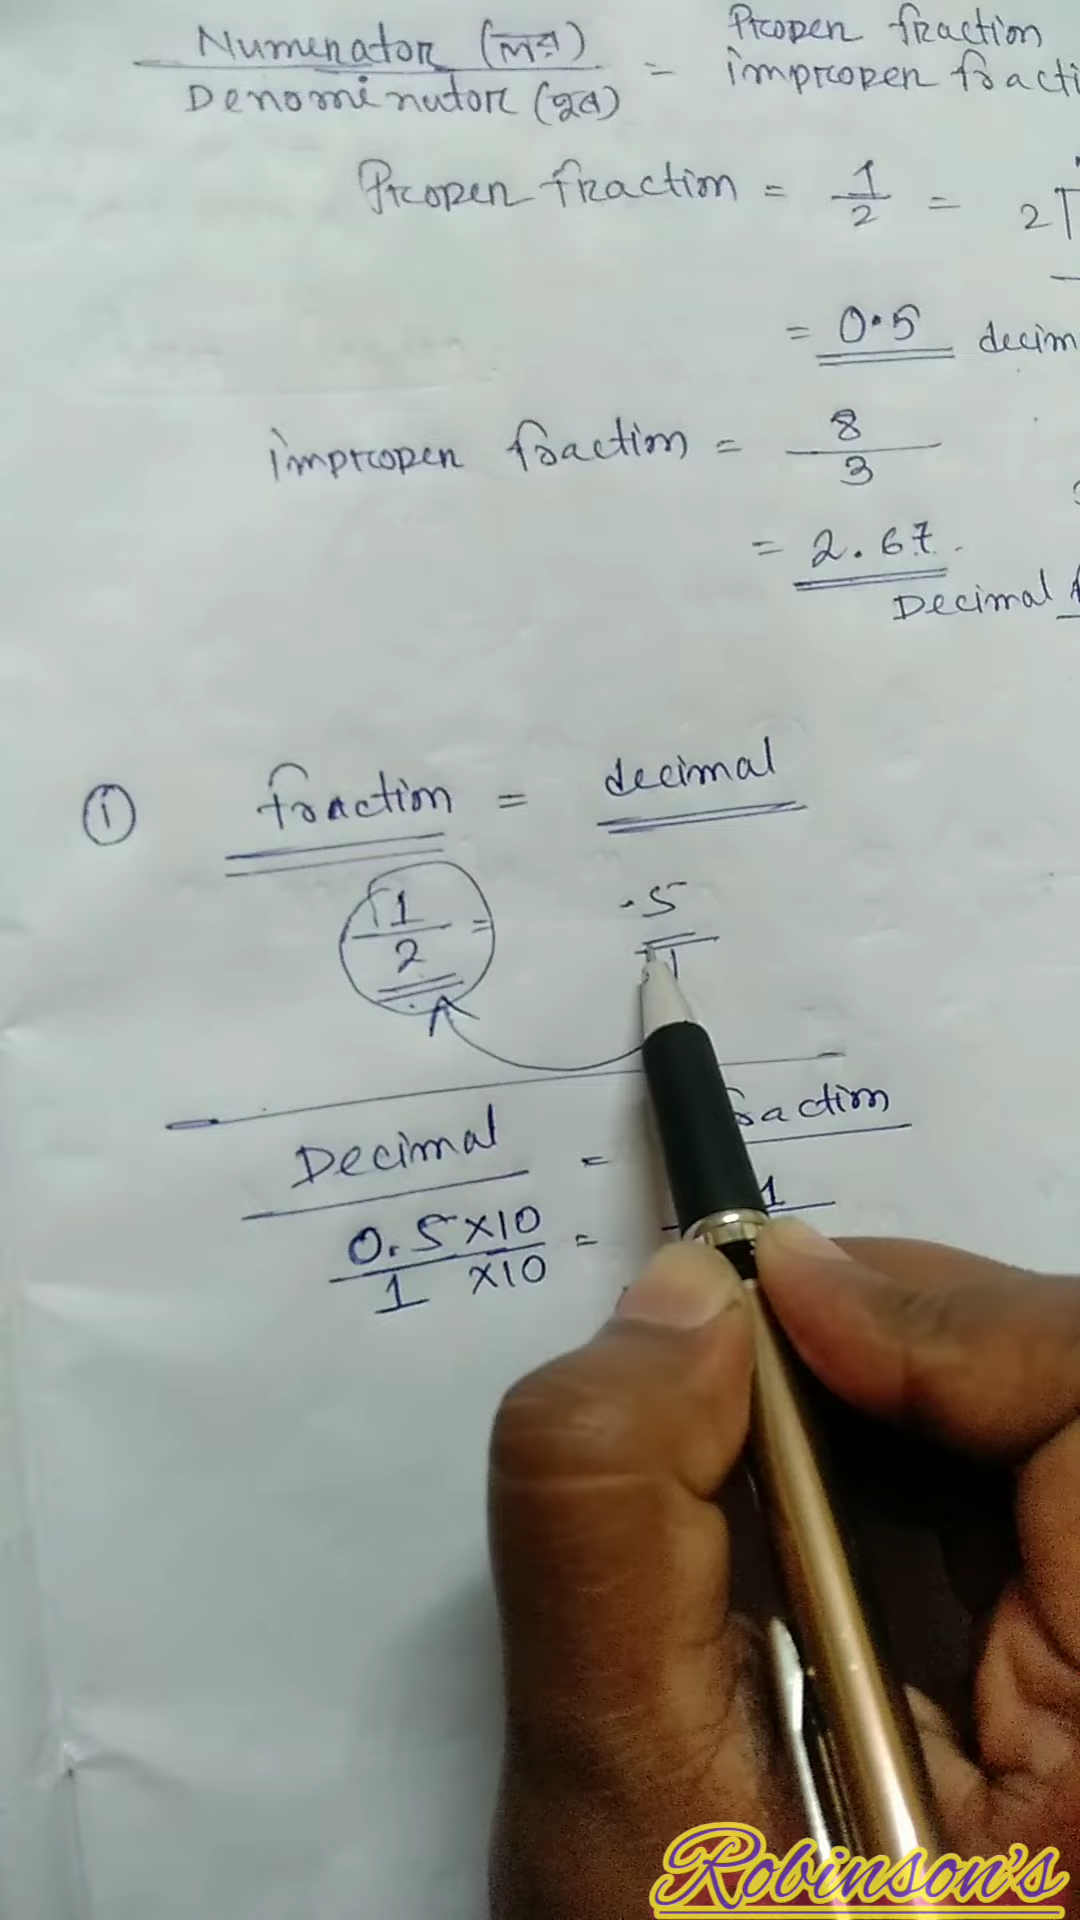 Numerator (লব)
Denominator (হর)
= Proper fraction
improper fracti
Proper fraction = 1/2 = 2
= 0.5 decim
improper fraction = 8/3
= 2.67
Decimal
① fraction = decimal
1/2 = .5
Decimal = raction
0.5×10 / 1×10 = 1
Robinson's